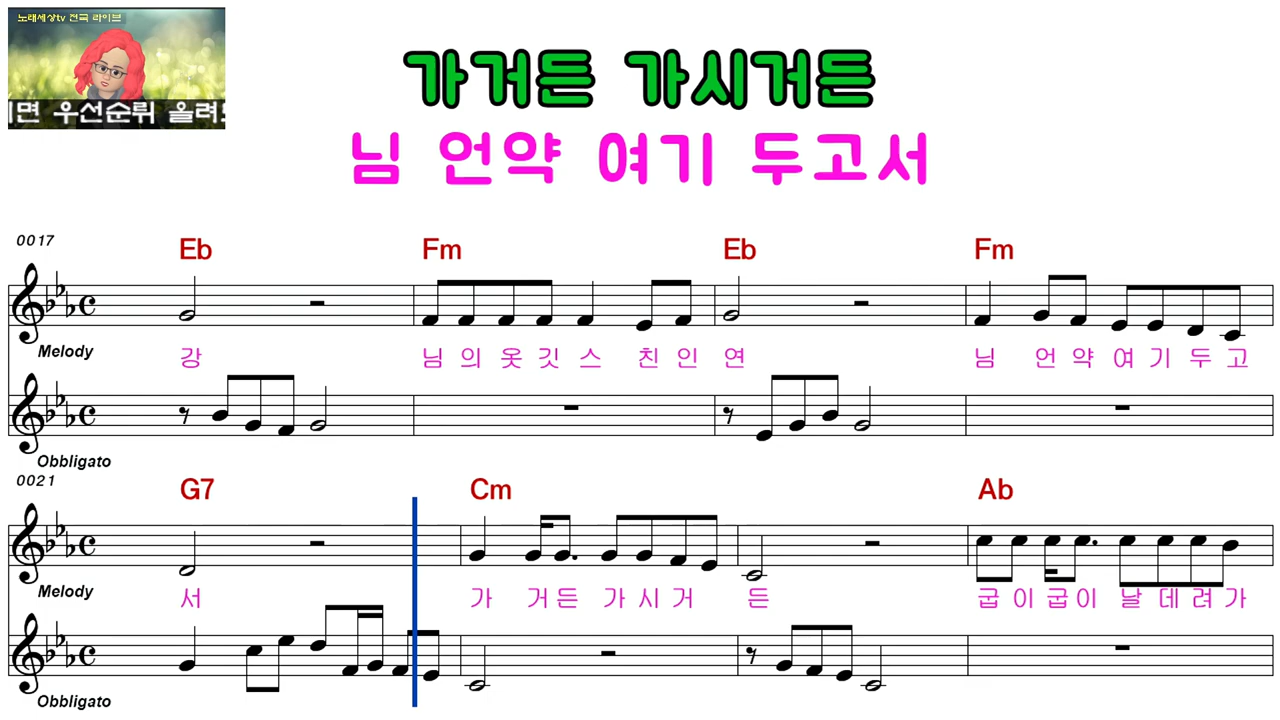 노래세상tv 전국 라이브
가거든 가시거든
면 우선순위 올려
님 언약 여기 두고서
0017
Eb Fm Eb Fm
Melody
강 님 의 옷 깃 스 친 인 연 님 언 약 여 기 두 고
Obbligato
0021
G7 Cm Ab
Melody
서 가 거 든 가 시 거 든 굽 이 굽 이 날 데 려 가
Obbligato